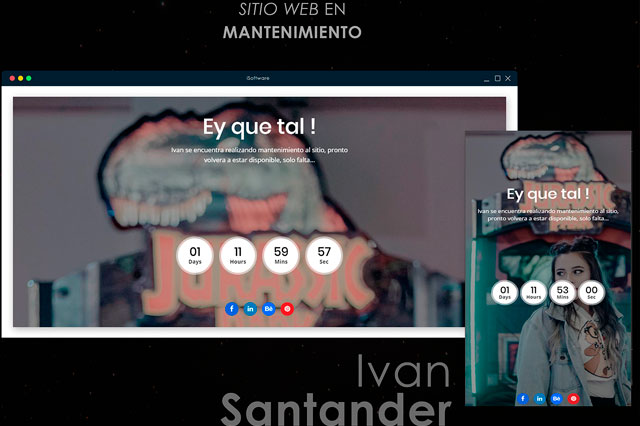 SITIO WEB EN
MANTENIMIENTO
iSoftware
Ey que tal !
Ivan se encuentra realizando mantenimiento al sitio, pronto
volvera a estar disponible, solo falta...
01 11 59 57
Days Hours Mins Sec
JURASSIC
f in Bē
Ey que tal !
Ivan se encuentra realizando mantenimiento al sitio,
pronto volvera a estar disponible, solo falta...
JURASSIC
01 11 53 00
Days Hours Mins Sec
f in Bē
Ivan
Santander